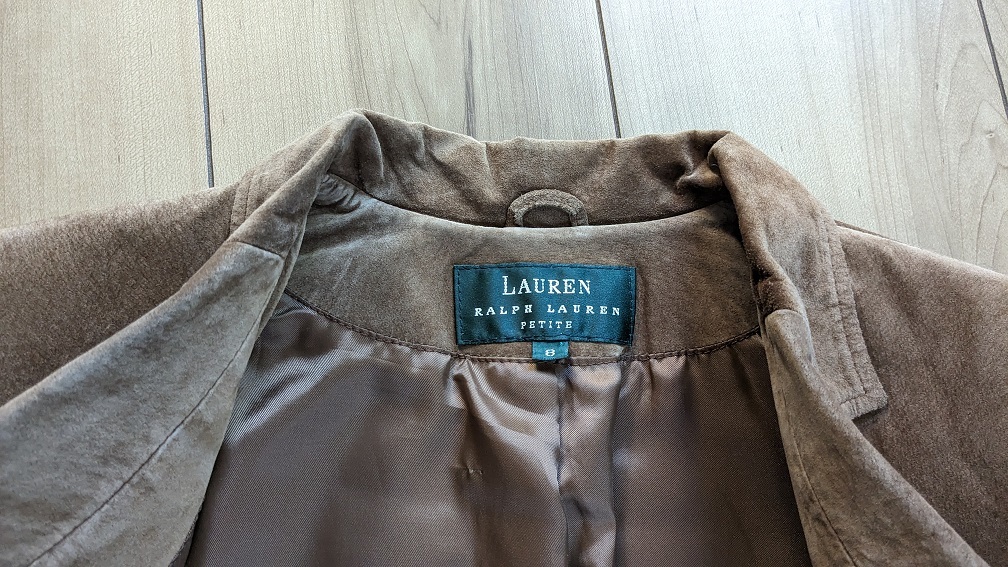 LAUREN
RALPH LAUREN
PETITE
8